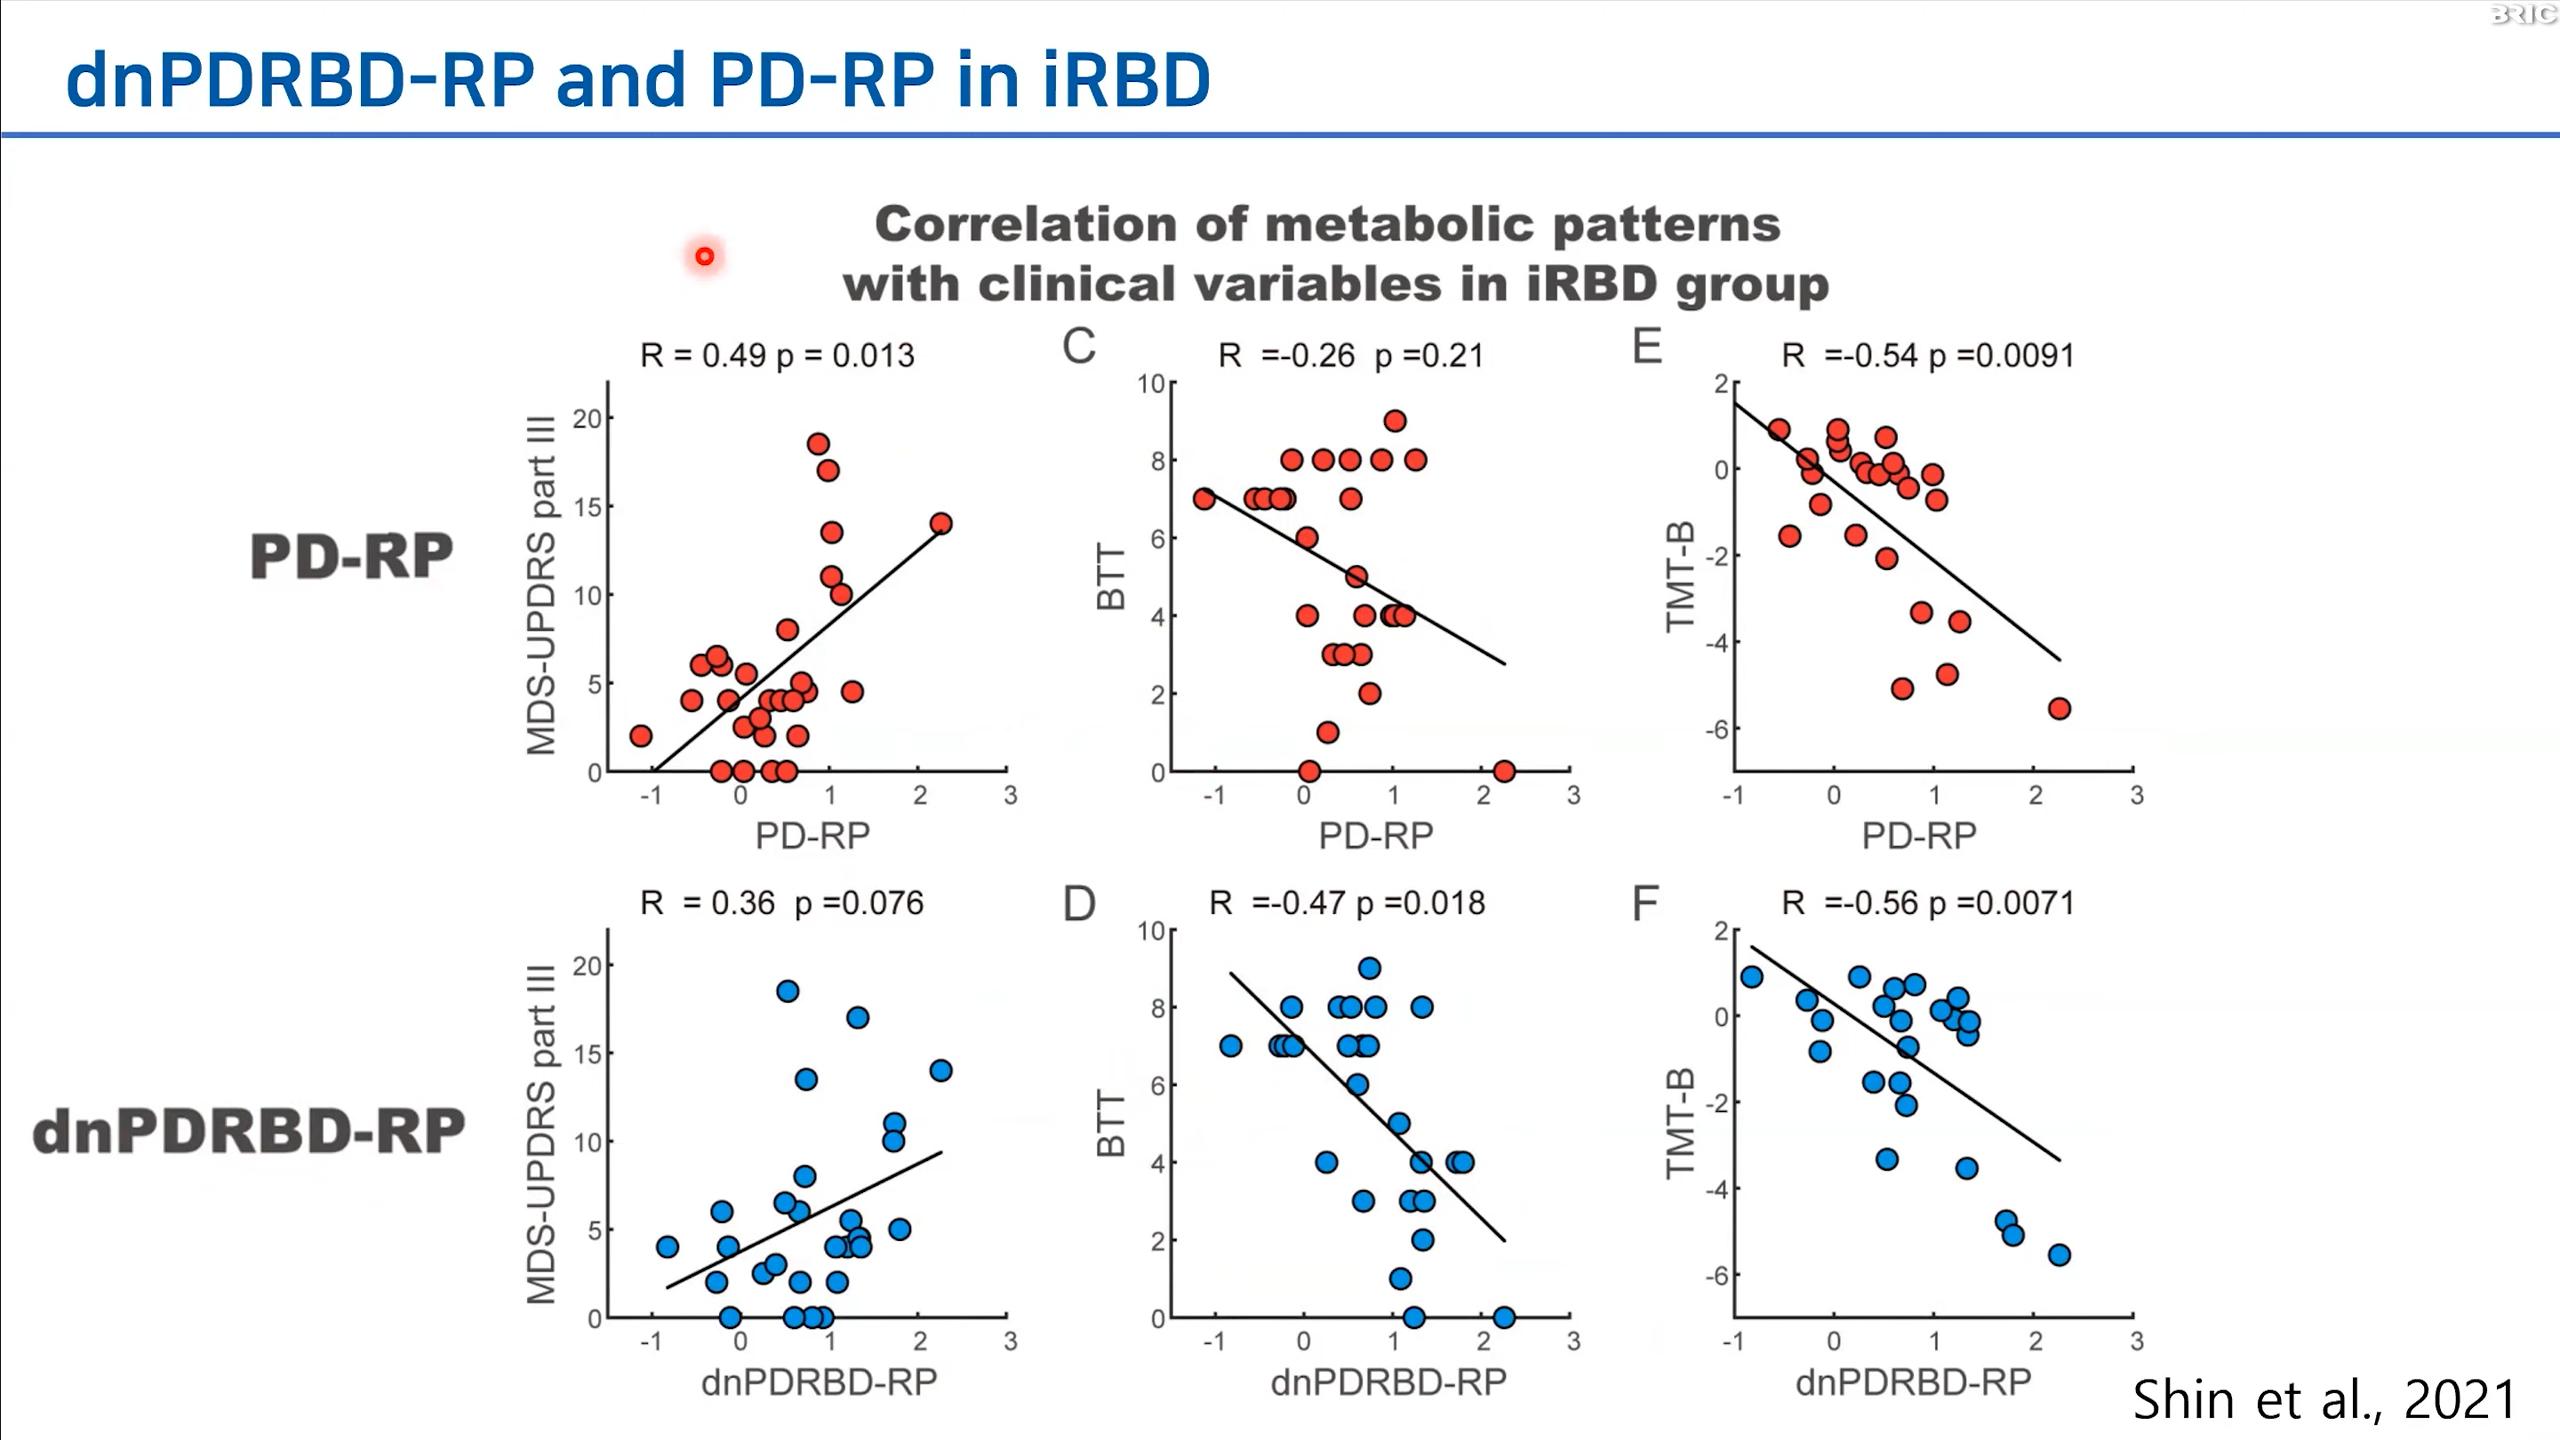 BRIC
dnPDRBD-RP and PD-RP in iRBD
Correlation of metabolic patterns
with clinical variables in iRBD group
PD-RP
R = 0.49 p = 0.013
MDS-UPDRS part III
20
15
10
5
0
-1 0 1 2 3
PD-RP
C
R =-0.26 p =0.21
BTT
10
8
6
4
2
0
-1 0 1 2 3
PD-RP
E
R =-0.54 p =0.0091
TMT-B
2
0
-2
-4
-6
-1 0 1 2 3
PD-RP
dnPDRBD-RP
R = 0.36 p =0.076
MDS-UPDRS part III
20
15
10
5
0
-1 0 1 2 3
dnPDRBD-RP
D
R =-0.47 p =0.018
BTT
10
8
6
4
2
0
-1 0 1 2 3
dnPDRBD-RP
F
R =-0.56 p =0.0071
TMT-B
2
0
-2
-4
-6
-1 0 1 2 3
dnPDRBD-RP
Shin et al., 2021